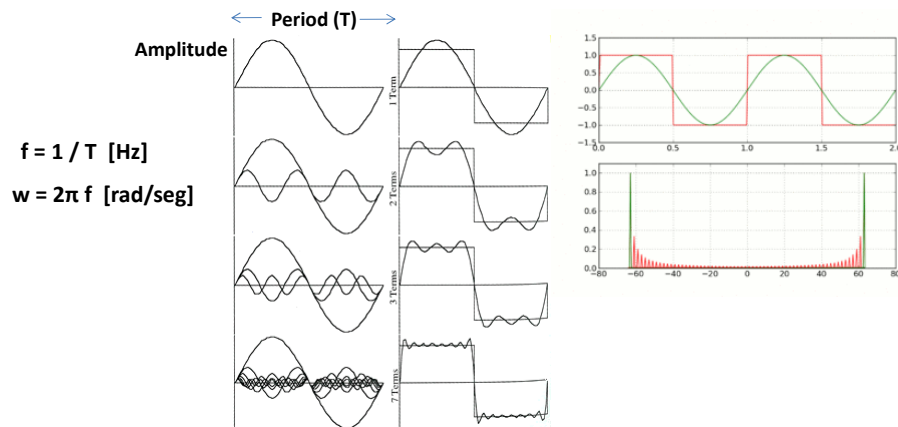 Period (T)
Amplitude
1 Term
f = 1 / T  [Hz]
w = 2π f  [rad/seg]
2 Terms
3 Terms
7 Terms
1.5
1.0
0.5
0.0
−0.5
−1.0
−1.5
0.0 0.5 1.0 1.5 2.0
1.0
0.8
0.6
0.4
0.2
0.0
−80 −60 −40 −20 0 20 40 60 80